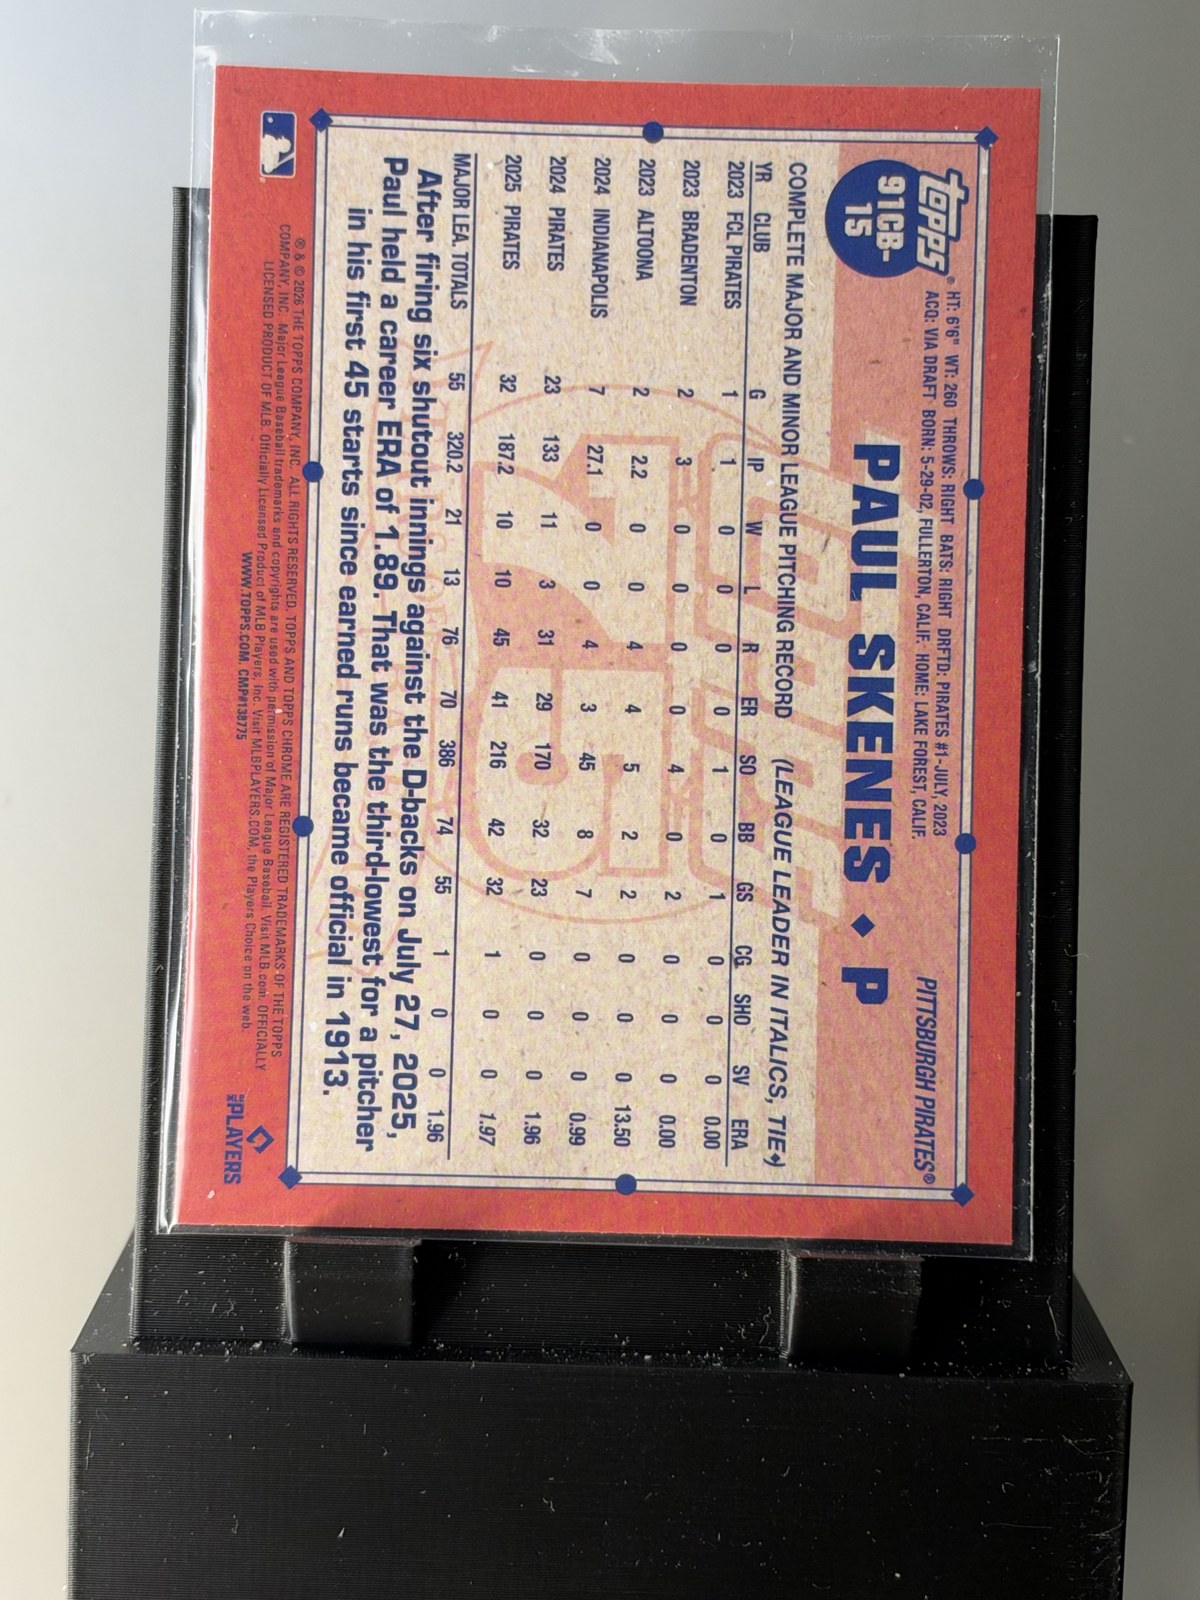 topps®
91CB-
15
HT: 6'6" WT: 260 THROWS: RIGHT BATS: RIGHT DRFTD: PIRATES #1-JULY, 2023
ACQ: VIA DRAFT BORN: 5-29-02, FULLERTON, CALIF. HOME: LAKE FOREST, CALIF.
PITTSBURGH PIRATES®
PAUL SKENES ◆ P
COMPLETE MAJOR AND MINOR LEAGUE PITCHING RECORD (LEAGUE LEADER IN ITALICS, TIE♦)
YR CLUB G IP W L R ER SO BB GS CG SHO SV ERA
2023 FCL PIRATES 1 1 0 0 0 0 1 0 1 0 0 0 0.00
2023 BRADENTON 2 3 0 0 0 0 4 0 2 0 0 0 0.00
2023 ALTOONA 2 2.2 0 0 4 4 5 2 2 0 0 0 13.50
2024 INDIANAPOLIS 7 27.1 0 0 4 3 45 8 7 0 0 0 0.99
2024 PIRATES 23 133 11 3 31 29 170 32 23 0 0 0 1.96
2025 PIRATES 32 187.2 10 10 45 41 216 42 32 1 0 0 1.97
MAJOR LEA. TOTALS 55 320.2 21 13 76 70 386 74 55 1 0 0 1.96
After firing six shutout innings against the D-backs on July 27, 2025,
Paul held a career ERA of 1.89. That was the third-lowest for a pitcher
in his first 45 starts since earned runs became official in 1913.
® & © 2026 THE TOPPS COMPANY, INC. ALL RIGHTS RESERVED. TOPPS AND TOPPS CHROME ARE REGISTERED TRADEMARKS OF THE TOPPS
COMPANY, INC. Major League Baseball trademarks and copyrights are used with permission of Major League Baseball. Visit MLB.com. OFFICIALLY
LICENSED PRODUCT OF MLB Players, Inc. Officially Licensed Product of MLB Players, Inc. Visit MLBPLAYERS.COM, the Players Choice on the web.
WWW.TOPPS.COM. CMP#138775
MLB PLAYERS